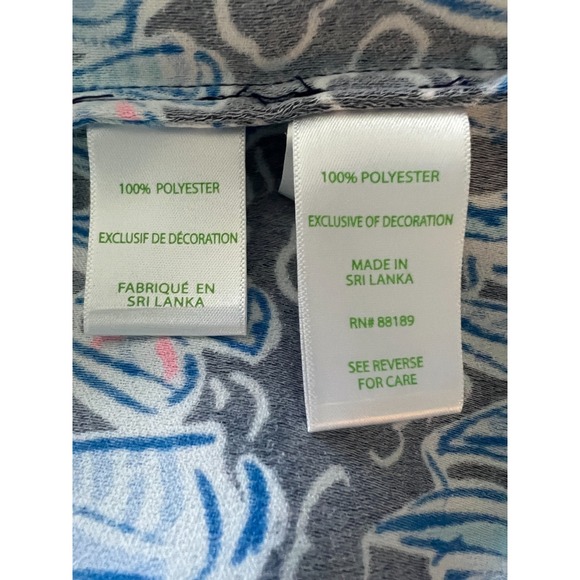 100% POLYESTER
EXCLUSIF DE DÉCORATION
FABRIQUÉ EN
SRI LANKA
100% POLYESTER
EXCLUSIVE OF DECORATION
MADE IN
SRI LANKA
RN# 88189
SEE REVERSE
FOR CARE